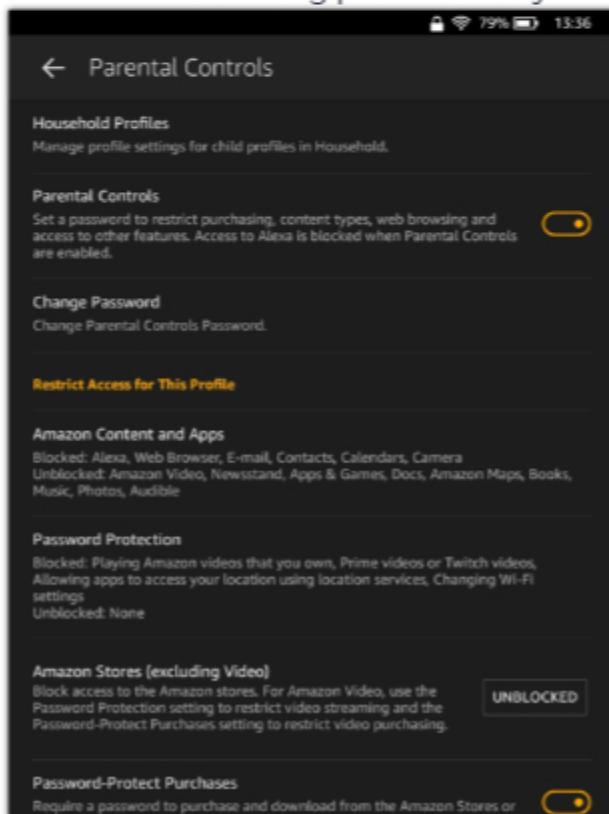 79% 13:36
← Parental Controls
Household Profiles
Manage profile settings for child profiles in Household.
Parental Controls
Set a password to restrict purchasing, content types, web browsing and
access to other features. Access to Alexa is blocked when Parental Controls
are enabled.
Change Password
Change Parental Controls Password.
Restrict Access for This Profile
Amazon Content and Apps
Blocked: Alexa, Web Browser, E-mail, Contacts, Calendars, Camera
Unblocked: Amazon Video, Newsstand, Apps & Games, Docs, Amazon Maps, Books,
Music, Photos, Audible
Password Protection
Blocked: Playing Amazon videos that you own, Prime videos or Twitch videos,
Allowing apps to access your location using location services, Changing Wi-Fi
settings
Unblocked: None
Amazon Stores (excluding Video)
Block access to the Amazon stores. For Amazon Video, use the
Password Protection setting to restrict video streaming and the
Password-Protect Purchases setting to restrict video purchasing.
UNBLOCKED
Password-Protect Purchases
Require a password to purchase and download from the Amazon Stores or